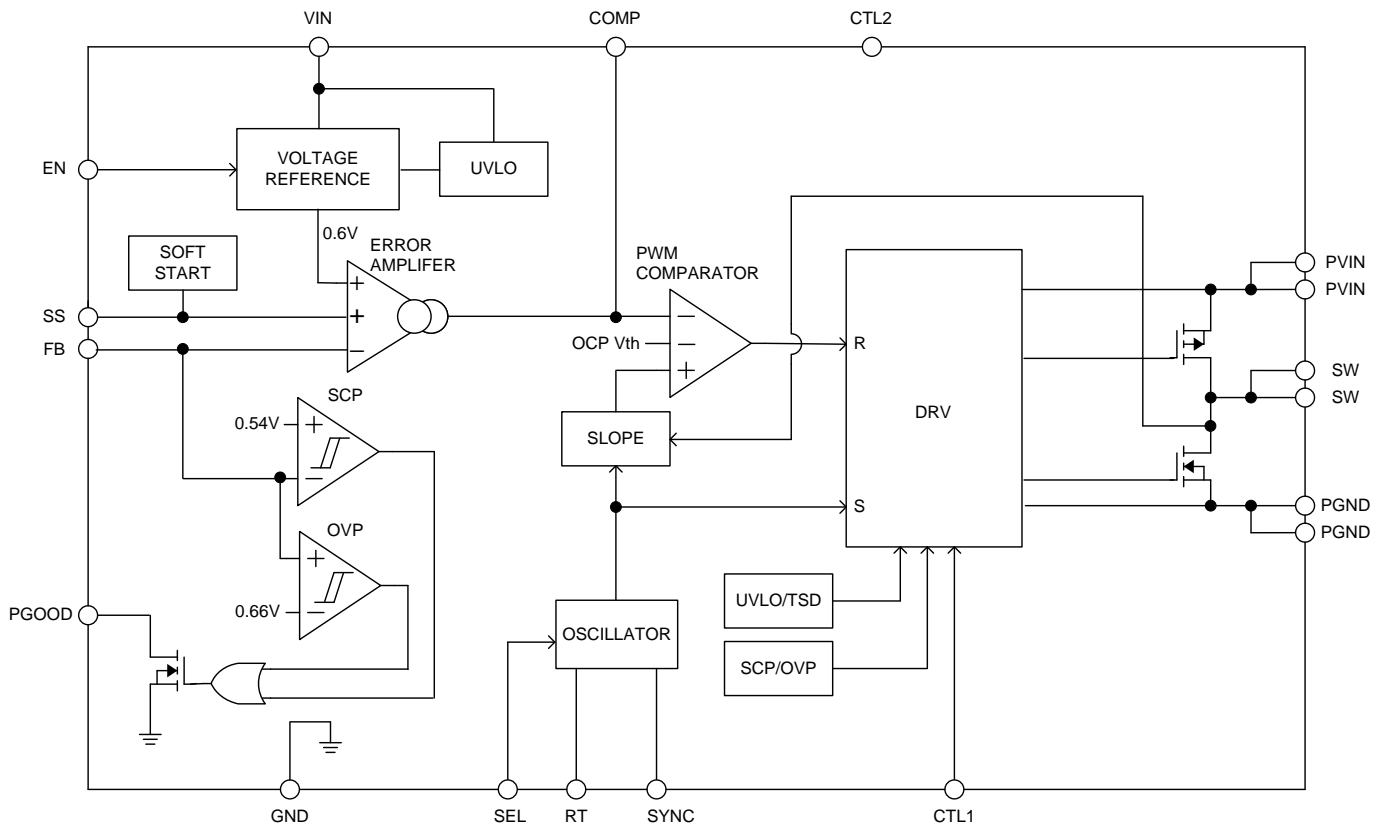 VIN
COMP
CTL2
EN
VOLTAGE
REFERENCE
UVLO
0.6V
SOFT
START
ERROR
AMPLIFER
PWM
COMPARATOR
PVIN
PVIN
SS
FB
OCP Vth
R
SW
SW
SCP
0.54V
DRV
SLOPE
S
PGND
PGND
OVP
0.66V
PGOOD
OSCILLATOR
UVLO/TSD
SCP/OVP
GND
SEL
RT
SYNC
CTL1